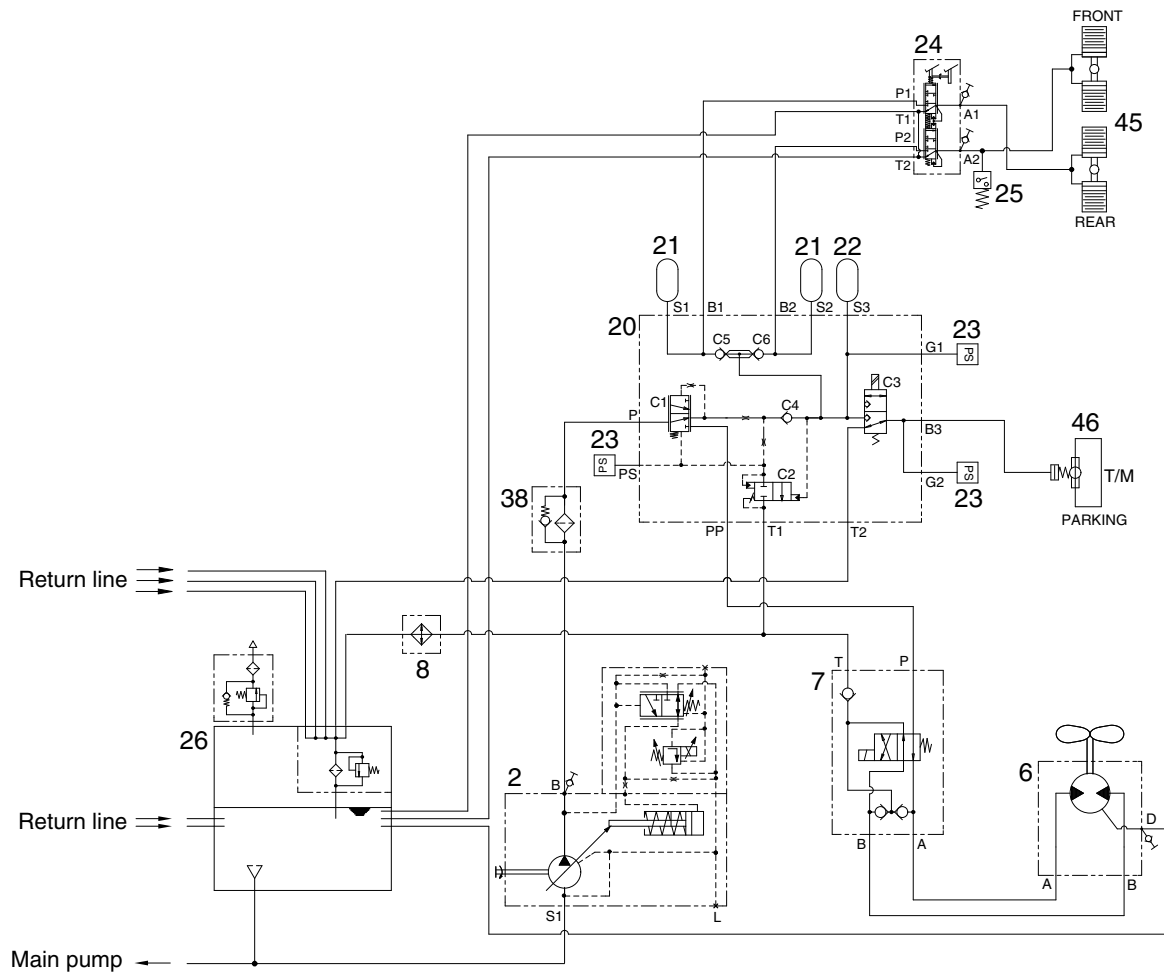 FRONT
24
P1
A1
T1
45
P2
A2
T2
25
REAR
21
21
22
S1
B1
B2
S2
S3
20
23
C5
C6
G1
PS
C3
C1
P
C4
B3
46
23
PS
PS
C2
G2
PS
T/M
23
38
PARKING
PP
T1
T2
Return line
8
T
P
7
26
2
6
B
Return line
D
B
A
A
B
S1
L
Main pump